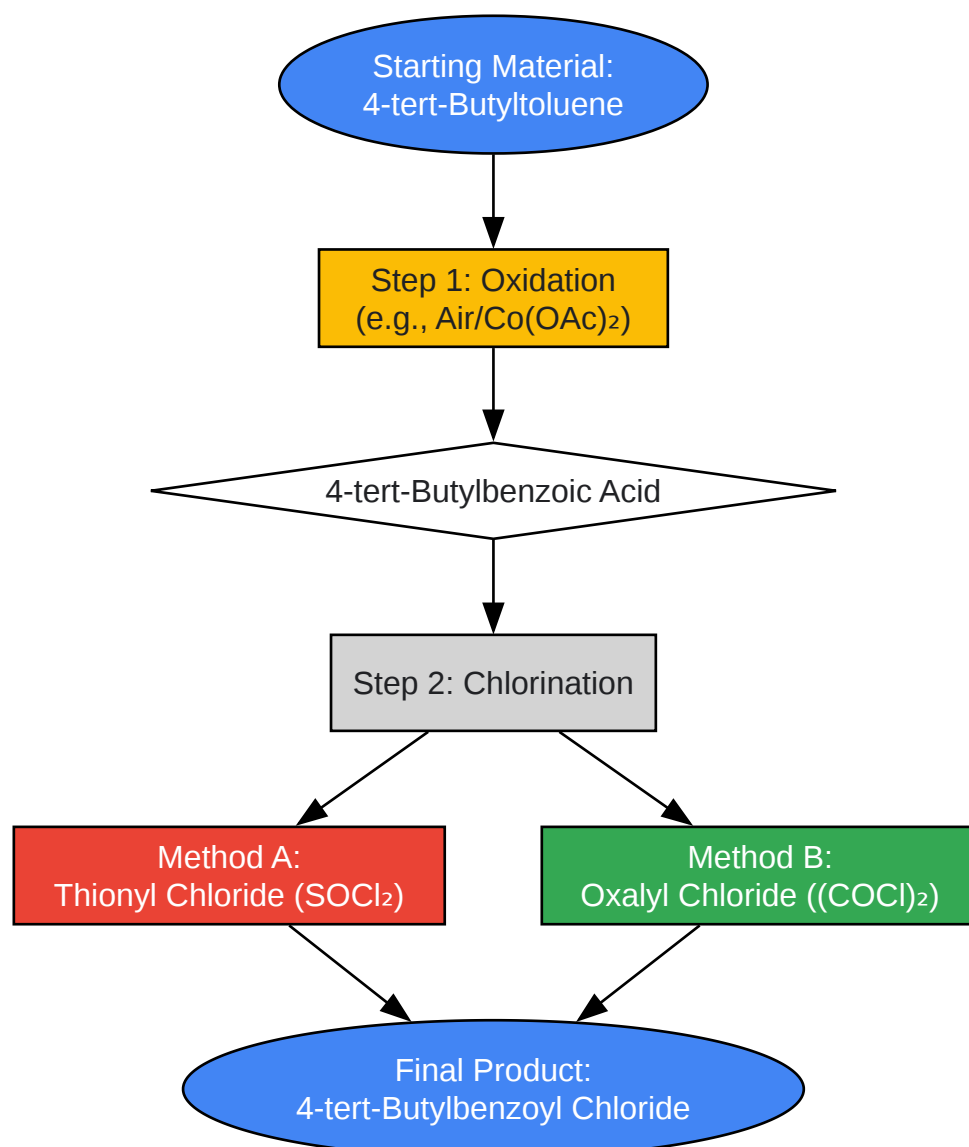 Starting Material:
4-tert-Butyltoluene
Step 1: Oxidation
(e.g., Air/Co(OAc)₂)
4-tert-Butylbenzoic Acid
Step 2: Chlorination
Method A:
Thionyl Chloride (SOCl₂)
Method B:
Oxalyl Chloride ((COCl)₂)
Final Product:
4-tert-Butylbenzoyl Chloride